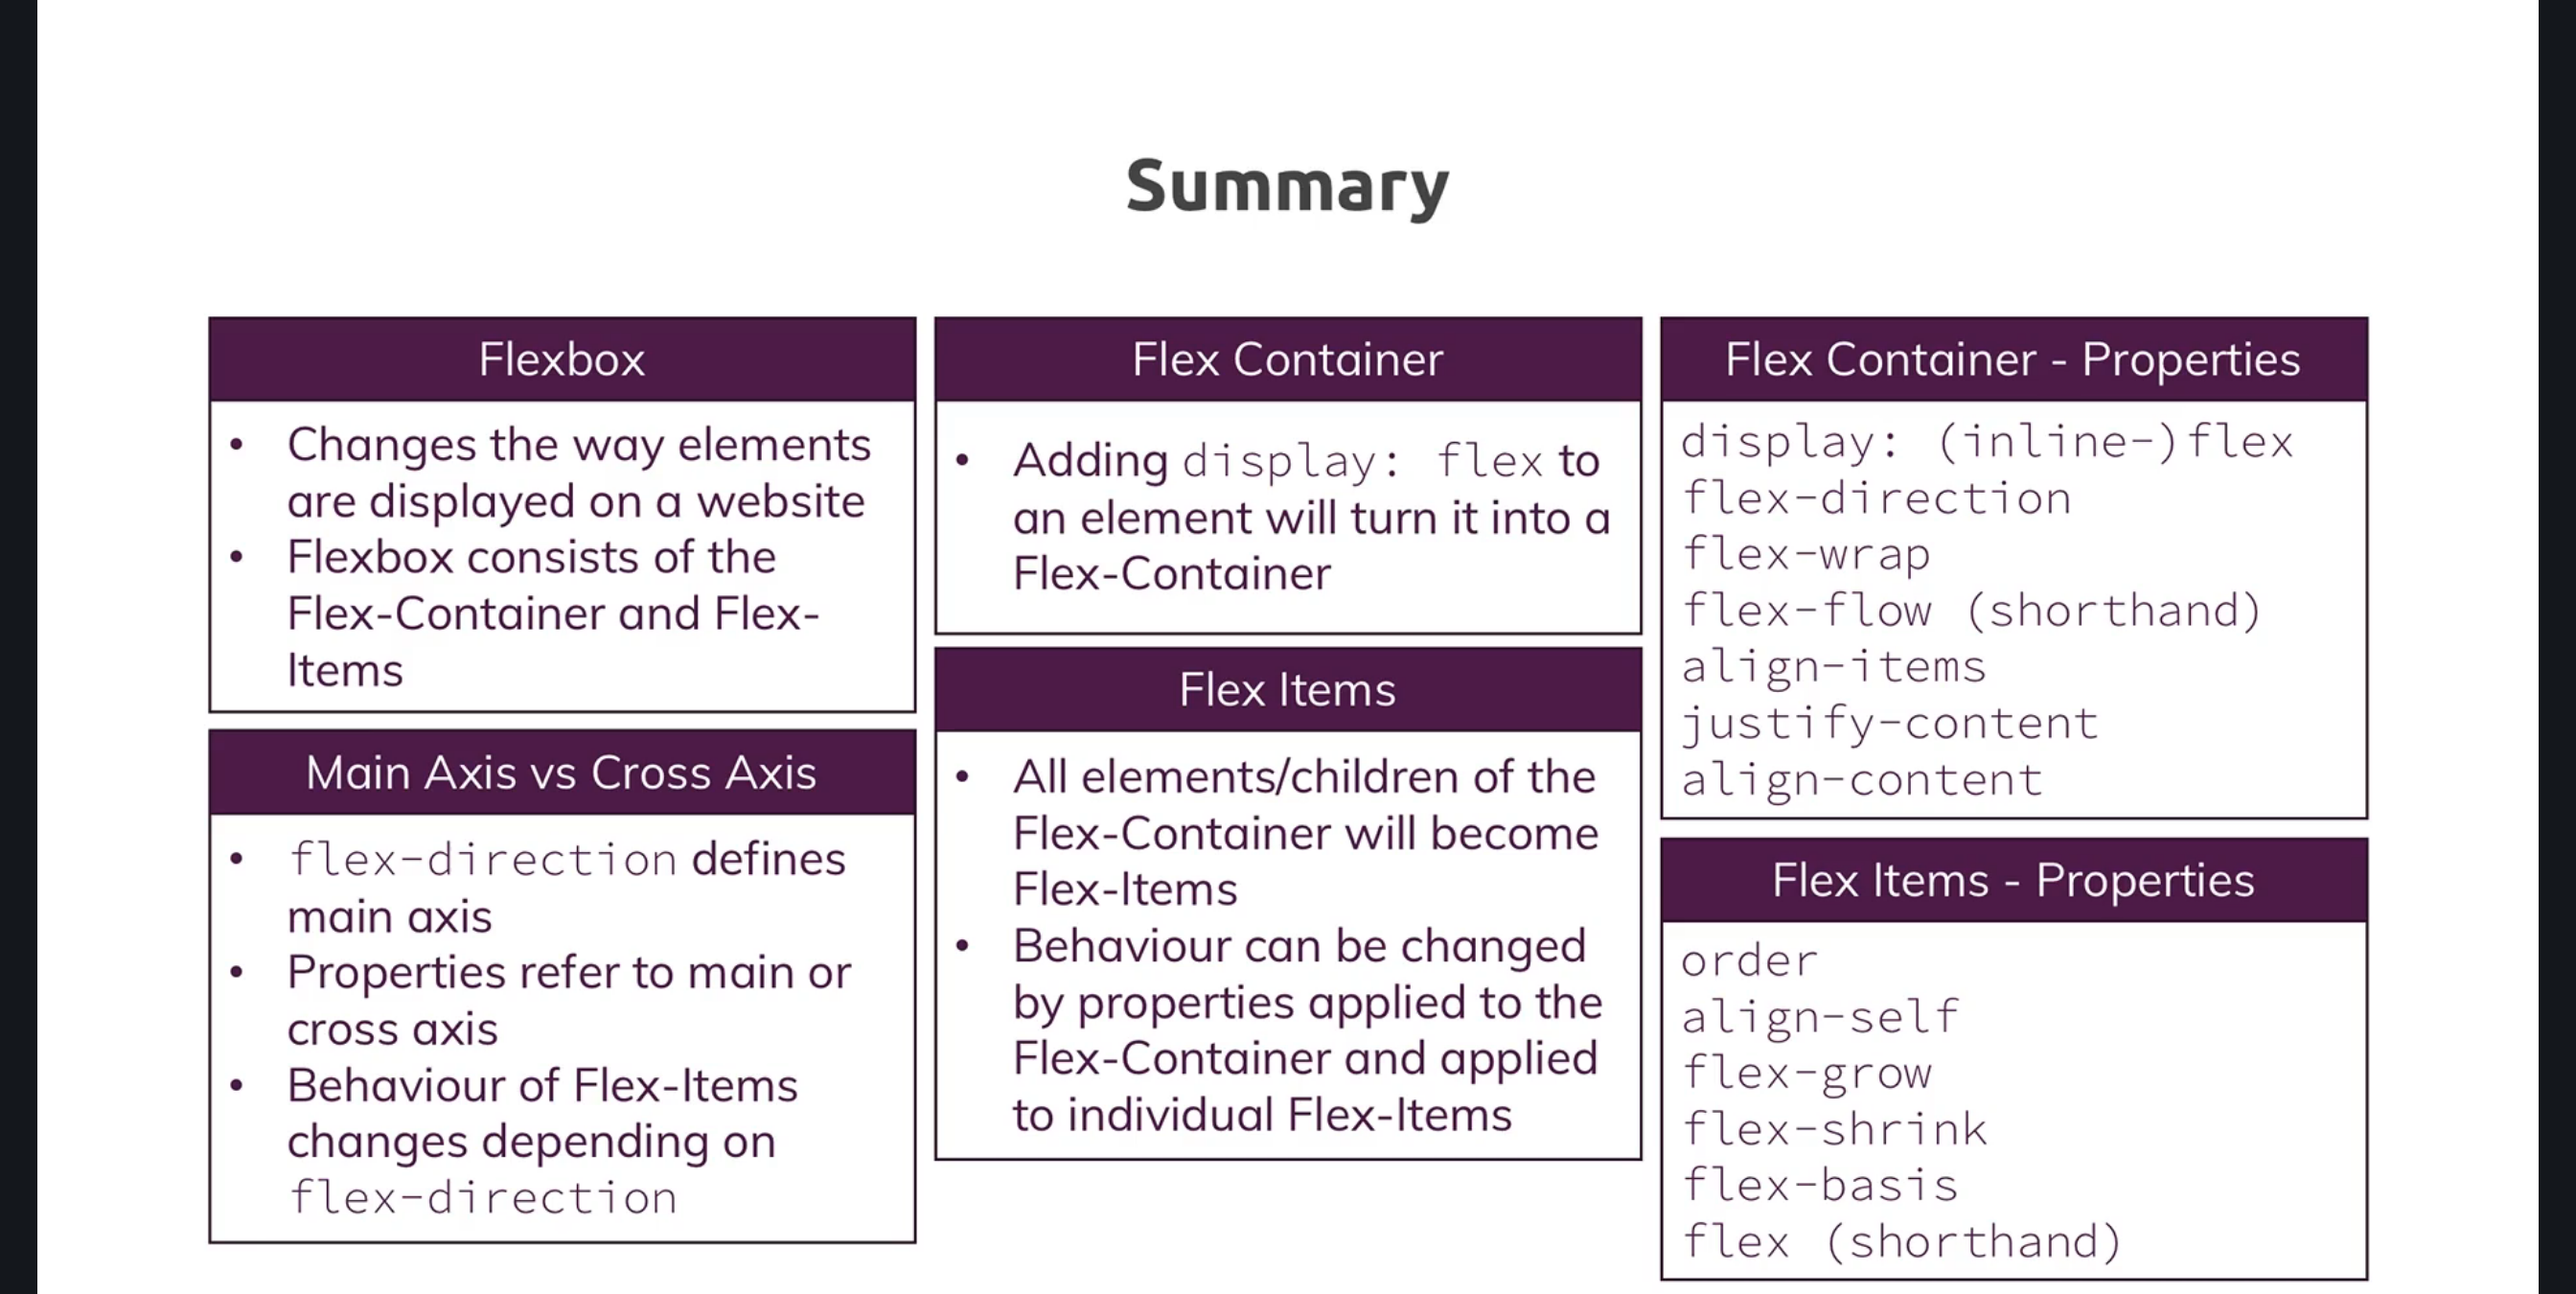 Summary
Flexbox
• Changes the way elements
are displayed on a website
• Flexbox consists of the
Flex-Container and Flex-
Items
Main Axis vs Cross Axis
• flex-direction defines
main axis
• Properties refer to main or
cross axis
• Behaviour of Flex-Items
changes depending on
flex-direction
Flex Container
• Adding display: flex to
an element will turn it into a
Flex-Container
Flex Items
• All elements/children of the
Flex-Container will become
Flex-Items
• Behaviour can be changed
by properties applied to the
Flex-Container and applied
to individual Flex-Items
Flex Container - Properties
display: (inline-)flex
flex-direction
flex-wrap
flex-flow (shorthand)
align-items
justify-content
align-content
Flex Items - Properties
order
align-self
flex-grow
flex-shrink
flex-basis
flex (shorthand)